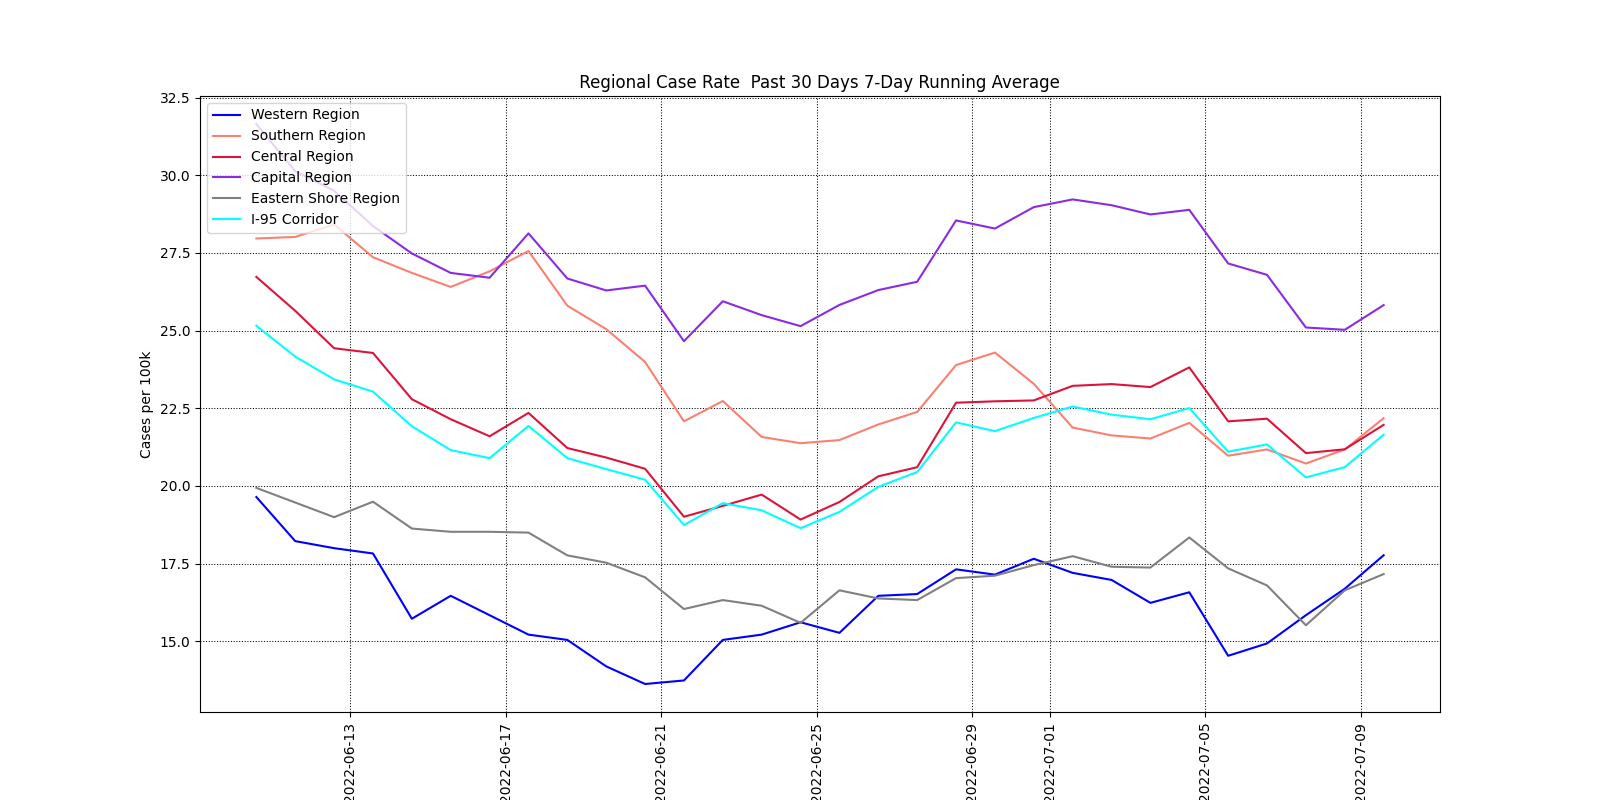 Regional Case Rate  Past 30 Days 7-Day Running Average
32.5
30.0
27.5
25.0
22.5
20.0
17.5
15.0
Cases per 100k
Western Region
Southern Region
Central Region
Capital Region
Eastern Shore Region
I-95 Corridor
2022-06-13
2022-06-17
2022-06-21
2022-06-25
2022-06-29
2022-07-01
2022-07-05
2022-07-09